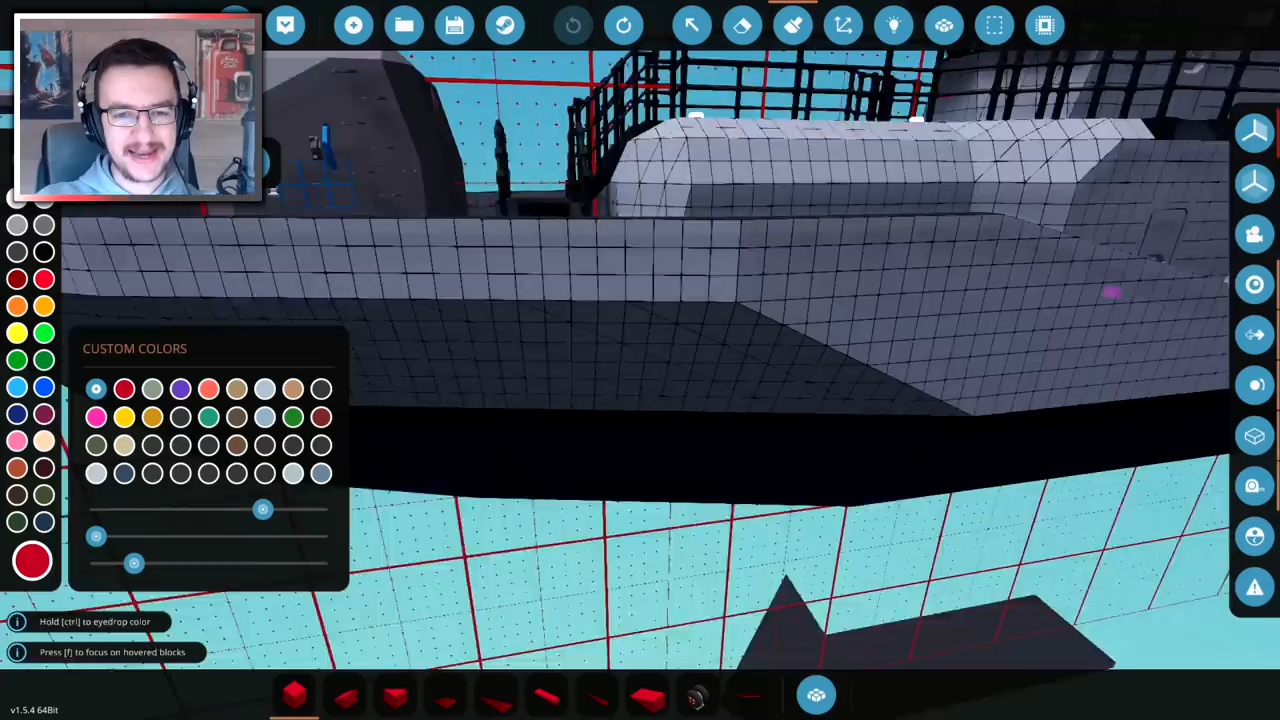 CUSTOM COLORS
Hold [ctrl] to eyedrop color
Press [f] to focus on hovered blocks
v1.5.4 64Bit